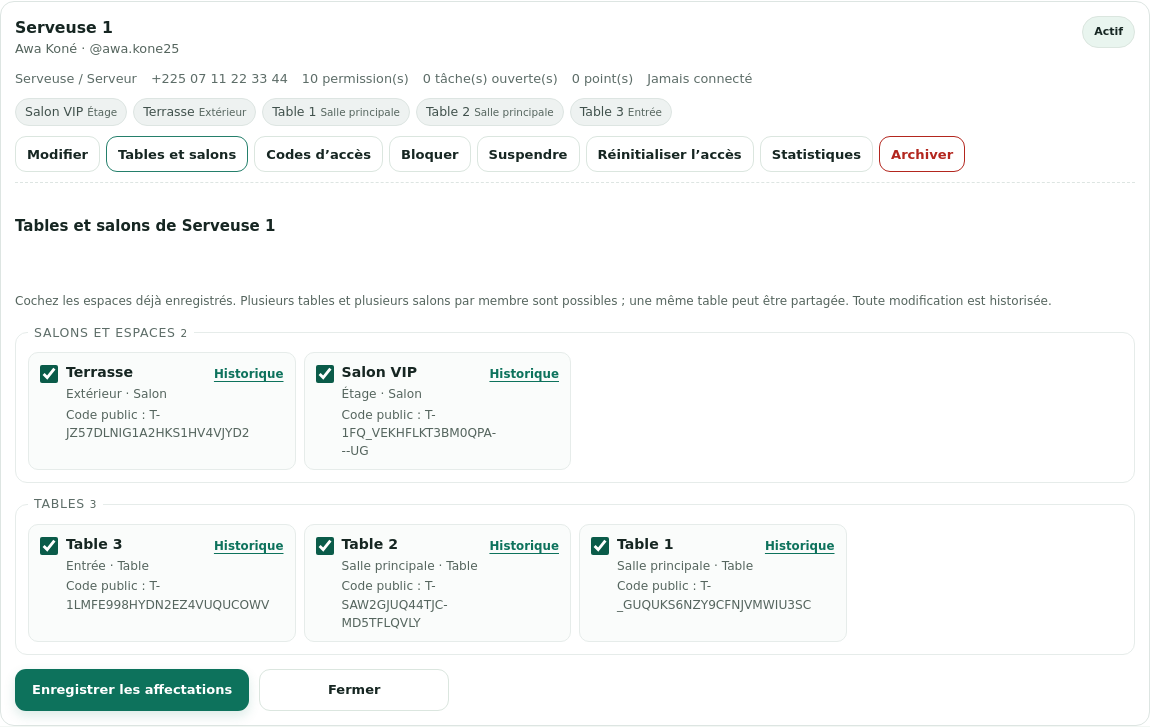 Serveuse 1
Actif
Awa Koné · @awa.kone25
Serveuse / Serveur +225 07 11 22 33 44 10 permission(s) 0 tâche(s) ouverte(s) 0 point(s) Jamais connecté
Salon VIP Étage Terrasse Extérieur Table 1 Salle principale Table 2 Salle principale Table 3 Entrée
Modifier Tables et salons Codes d’accès Bloquer Suspendre Réinitialiser l’accès Statistiques Archiver
Tables et salons de Serveuse 1
Cochez les espaces déjà enregistrés. Plusieurs tables et plusieurs salons par membre sont possibles ; une même table peut être partagée. Toute modification est historisée.
SALONS ET ESPACES 2
Terrasse Historique
Extérieur · Salon
Code public : T-
JZ57DLNIG1A2HKS1HV4VJYD2
Salon VIP Historique
Étage · Salon
Code public : T-
1FQ_VEKHFLKT3BM0QPA-
--UG
TABLES 3
Table 3 Historique
Entrée · Table
Code public : T-
1LMFE998HYDN2EZ4VUQUCOWV
Table 2 Historique
Salle principale · Table
Code public : T-
SAW2GJUQ44TJC-
MD5TFLQVLY
Table 1 Historique
Salle principale · Table
Code public : T-
_GUQUKS6NZY9CFNJVMWIU3SC
Enregistrer les affectations Fermer